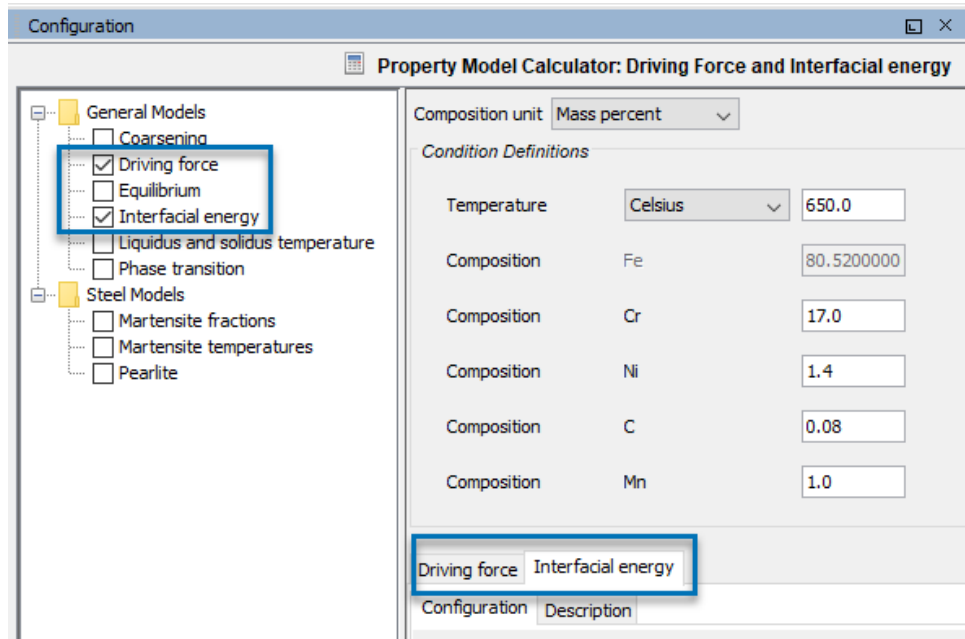 Configuration
Property Model Calculator: Driving Force and Interfacial energy
General Models
Coarsening
Driving force
Equilibrium
Interfacial energy
Liquidus and solidus temperature
Phase transition
Steel Models
Martensite fractions
Martensite temperatures
Pearlite
Composition unit Mass percent
Condition Definitions
Temperature Celsius 650.0
Composition Fe 80.5200000
Composition Cr 17.0
Composition Ni 1.4
Composition C 0.08
Composition Mn 1.0
Driving force Interfacial energy
Configuration Description